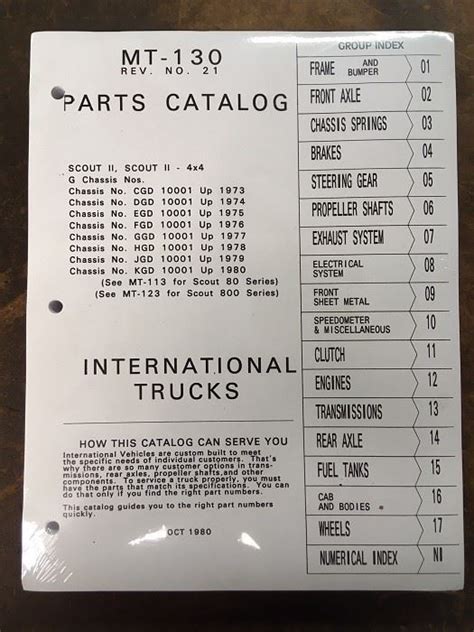 MT-130
REV. NO. 21
PARTS CATALOG
SCOUT II, SCOUT II - 4x4
G Chassis Nos.
Chassis No. CGD 10001 Up 1973
Chassis No. DGD 10001 Up 1974
Chassis No. EGD 10001 Up 1975
Chassis No. FGD 10001 Up 1976
Chassis No. GGD 10001 Up 1977
Chassis No. HGD 10001 Up 1978
Chassis No. JGD 10001 Up 1979
Chassis No. KGD 10001 Up 1980
(See MT-113 for Scout 80 Series)
(See MT-123 for Scout 800 Series)
INTERNATIONAL
TRUCKS
HOW THIS CATALOG CAN SERVE YOU
International Vehicles are custom built to meet
the specific needs of individual customers. That's
why there are so many customer options in trans-
missions, rear axles, propeller shafts,and other
components. To service a truck properly, you must
have the parts that match its specifications. You can
do that only if you find the right part numbers.
This catalog guides you to the right part numbers
quickly.
OCT 1980
GROUP INDEX
FRAME AND BUMPER 01
FRONT AXLE 02
CHASSIS SPRINGS 03
BRAKES 04
STEERING GEAR 05
PROPELLER SHAFTS 06
EXHAUST SYSTEM 07
ELECTRICAL
SYSTEM 08
FRONT
SHEET METAL 09
SPEEDOMETER
& MISCELLANEOUS 10
CLUTCH 11
ENGINES 12
TRANSMISSIONS 13
REAR AXLE 14
FUEL TANKS 15
CAB
AND BODIES * 16
WHEELS 17
NUMERICAL INDEX NI